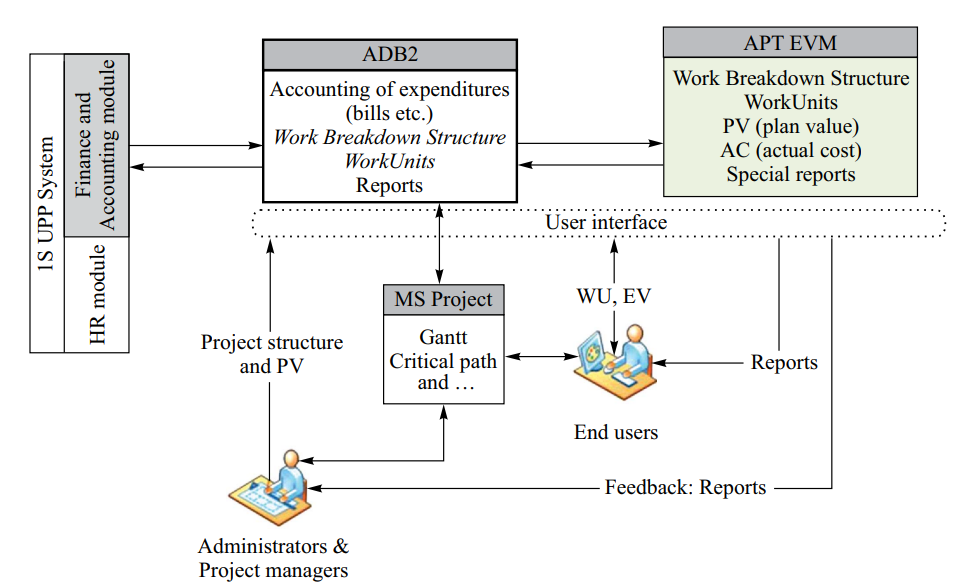 1S UPP System
Finance and
Accounting module
HR module
ADB2
Accounting of expenditures
(bills etc.)
Work Breakdown Structure
WorkUnits
Reports
APT EVM
Work Breakdown Structure
WorkUnits
PV (plan value)
AC (actual cost)
Special reports
User interface
MS Project
Gantt
Critical path
and …
WU, EV
Project structure
and PV
Reports
End users
Feedback: Reports
Administrators &
Project managers